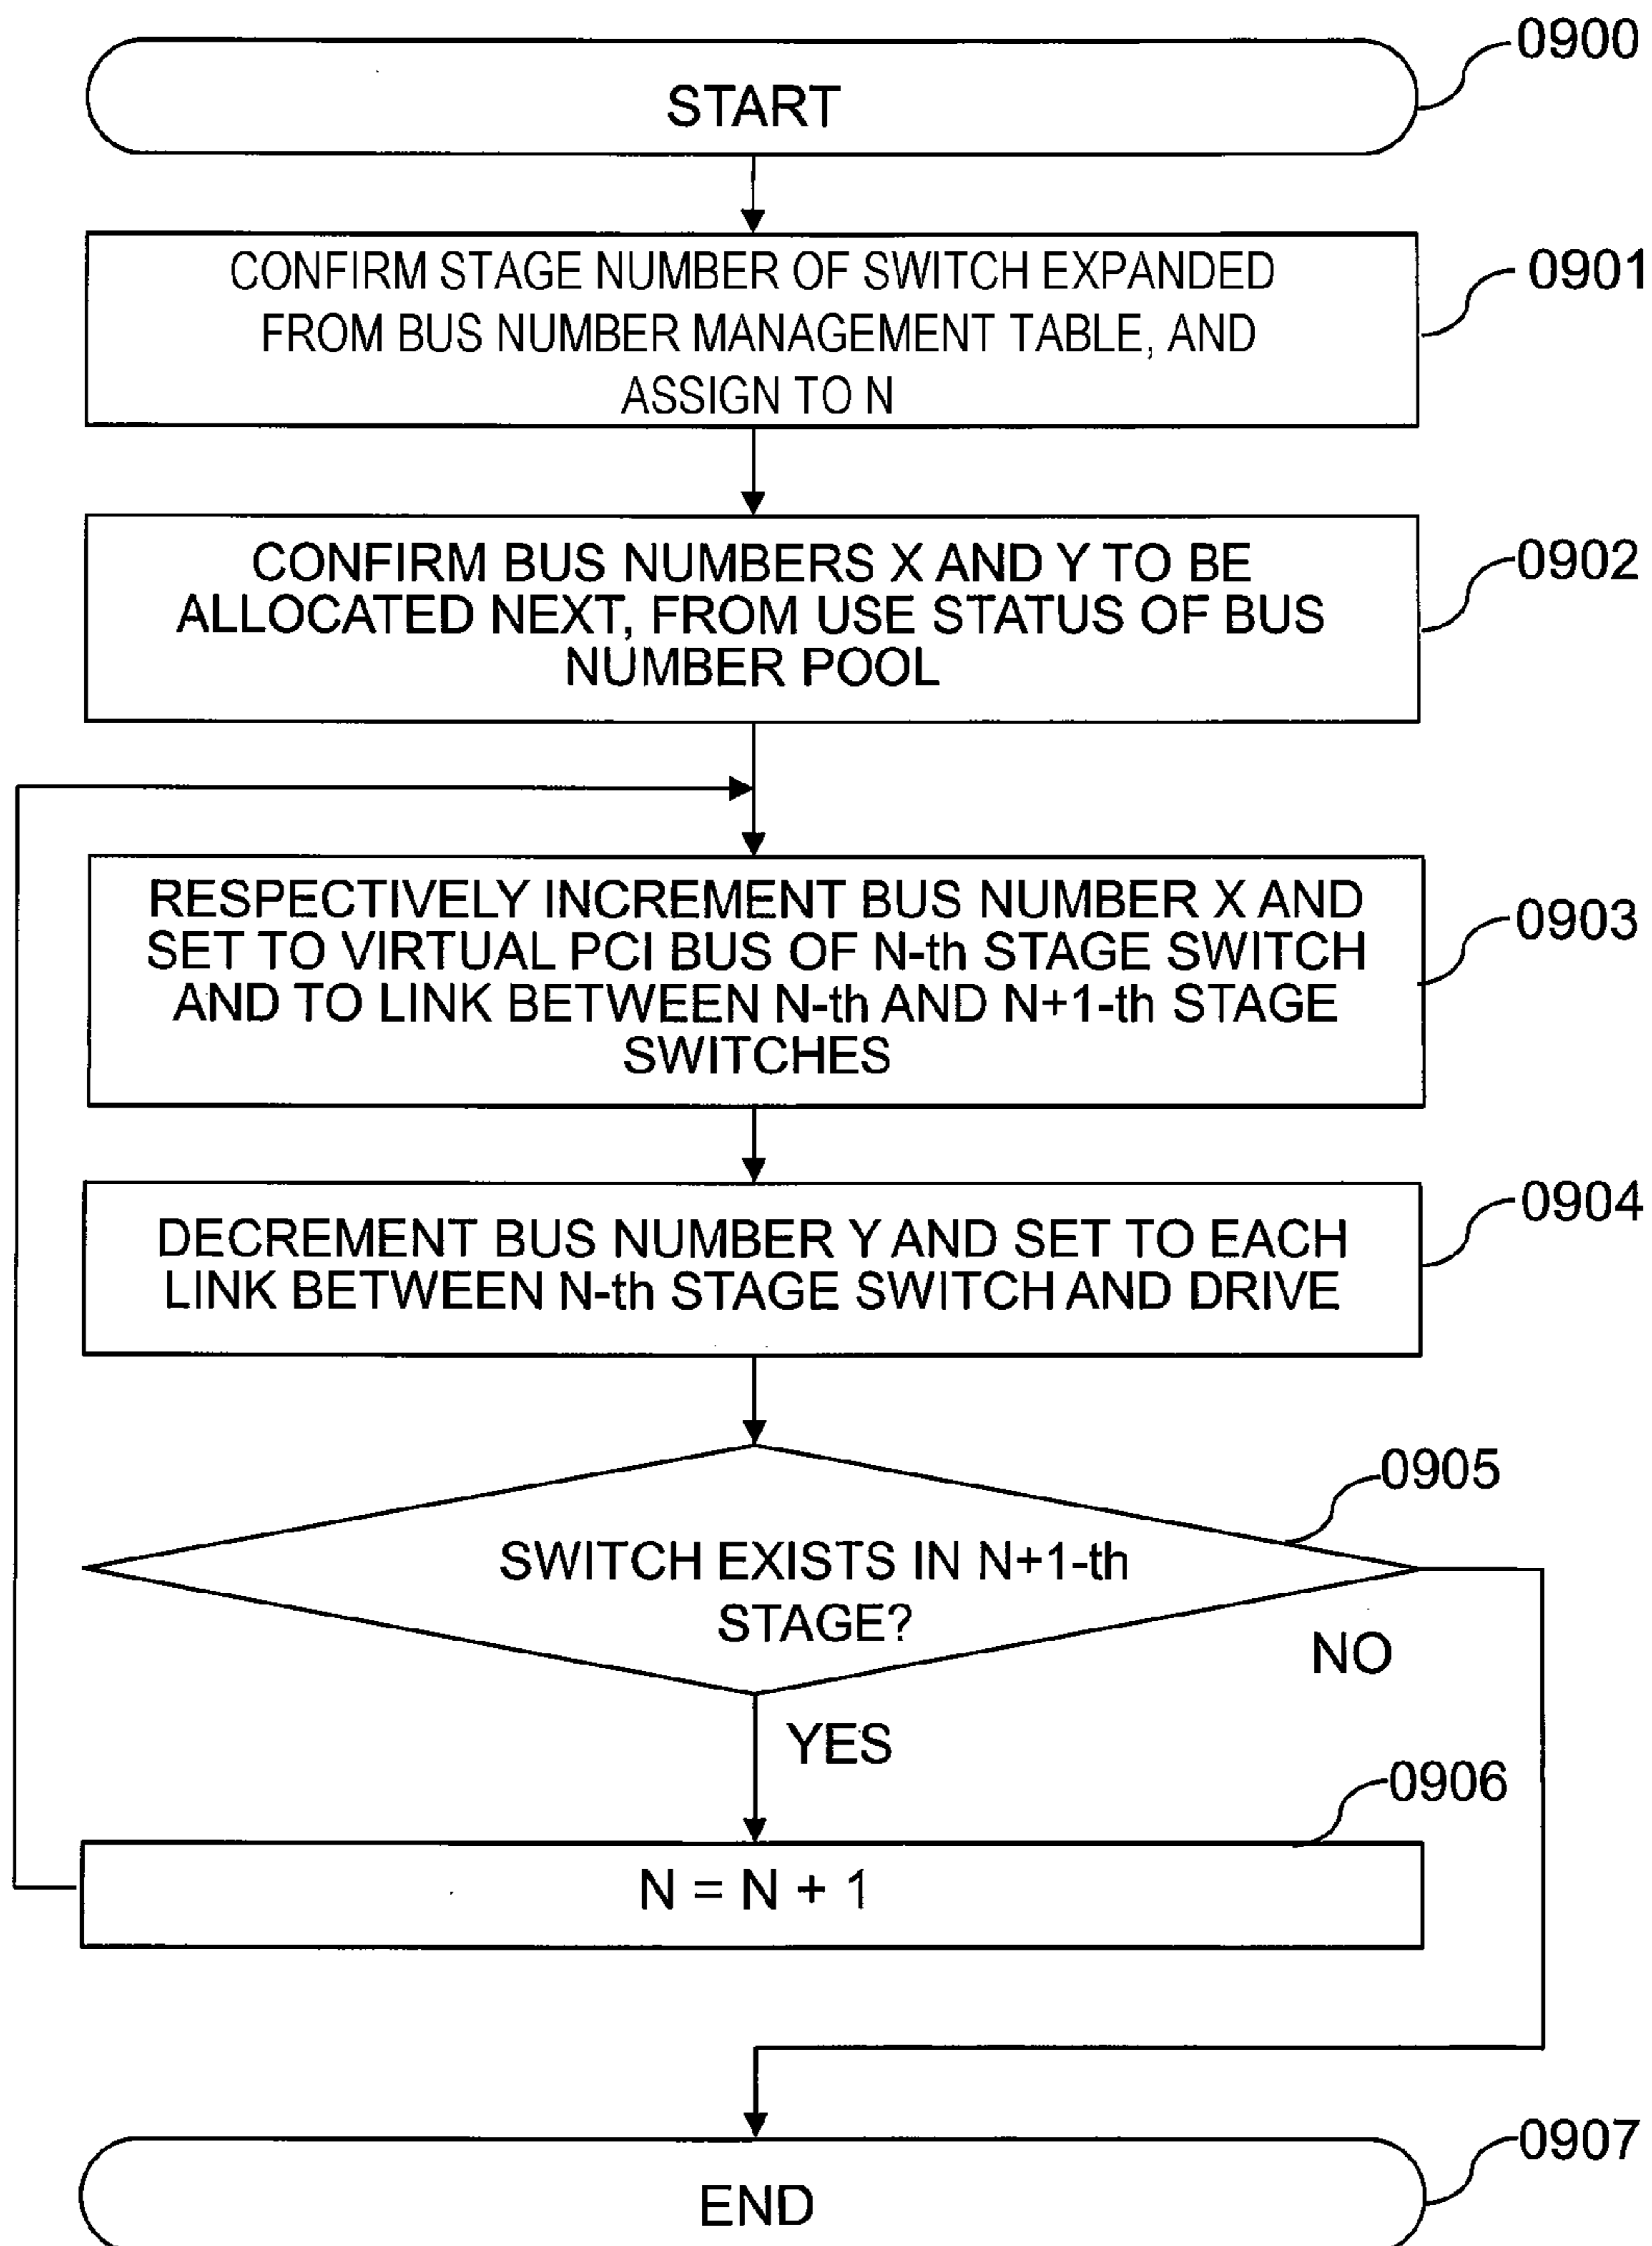 0900
START
0901
CONFIRM STAGE NUMBER OF SWITCH EXPANDED
FROM BUS NUMBER MANAGEMENT TABLE, AND
ASSIGN TO N
0902
CONFIRM BUS NUMBERS X AND Y TO BE
ALLOCATED NEXT, FROM USE STATUS OF BUS
NUMBER POOL
0903
RESPECTIVELY INCREMENT BUS NUMBER X AND
SET TO VIRTUAL PCI BUS OF N-th STAGE SWITCH
AND TO LINK BETWEEN N-th AND N+1-th STAGE
SWITCHES
0904
DECREMENT BUS NUMBER Y AND SET TO EACH
LINK BETWEEN N-th STAGE SWITCH AND DRIVE
0905
SWITCH EXISTS IN N+1-th
STAGE?
NO
YES
0906
N = N + 1
0907
END